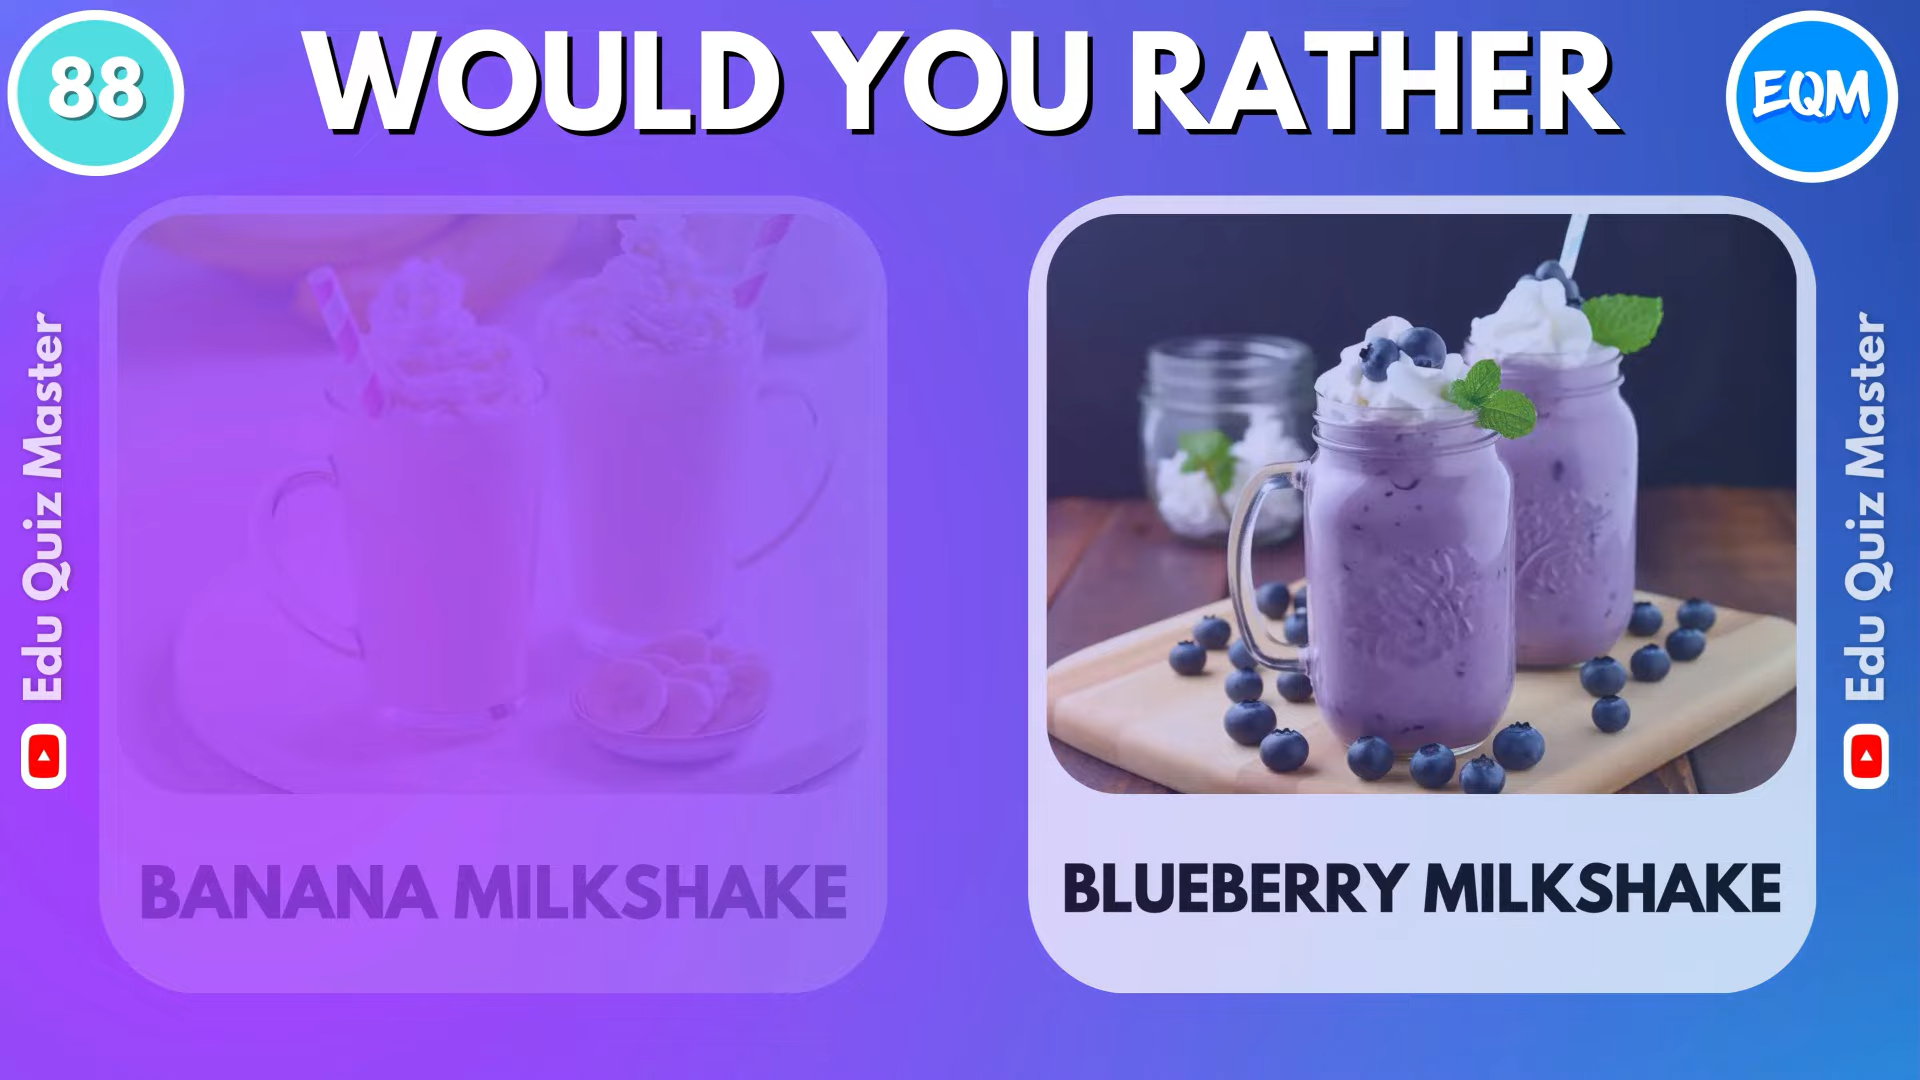 88
WOULD YOU RATHER
EQM
Edu Quiz Master
BANANA MILKSHAKE
BLUEBERRY MILKSHAKE
Edu Quiz Master